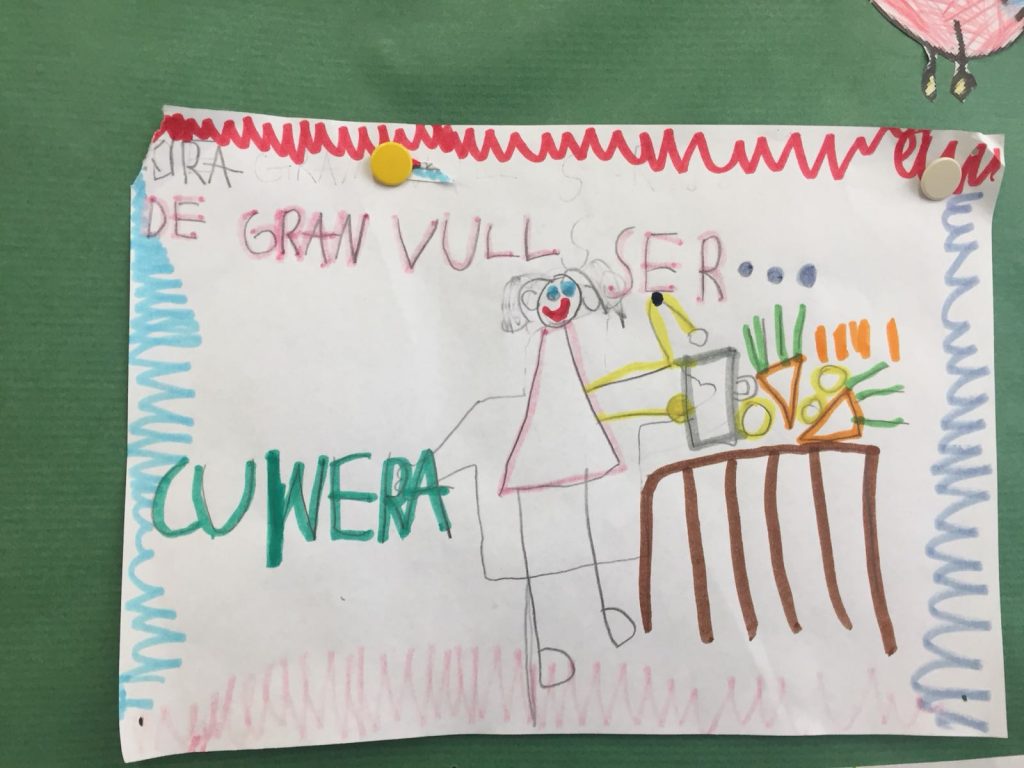 DE GRAN VULL SER...
CUINERA